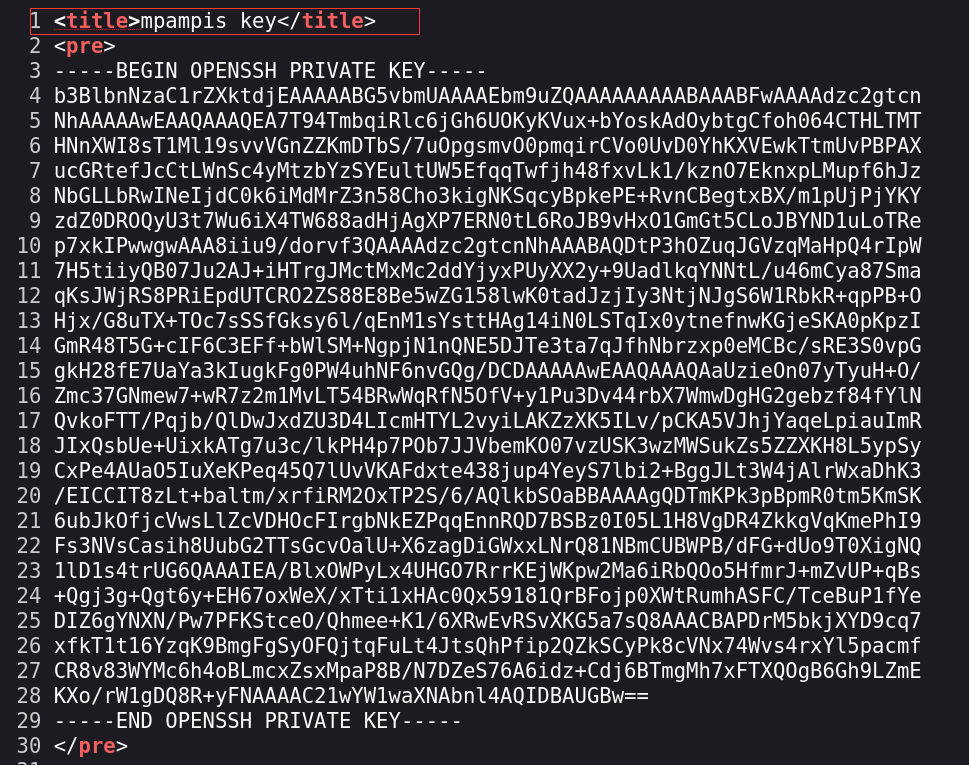 1 <title>mpampis key</title>
2 <pre>
3 -----BEGIN OPENSSH PRIVATE KEY-----
4 b3BlbnNzaC1rZXktdjEAAAAABG5vbmUAAAAEbm9uZQAAAAAAAAABAAABFwAAAAdzc2gtcn
5 NhAAAAAwEAAQAAAQEA7T94TmbqiRlc6jGh6UOKyKVux+bYoskAdOybtgCfoh064CTHLTMT
6 HNnXWI8sT1Ml19svvVGnZZKmDTbS/7uOpgsmvO0pmqirCVo0UvD0YhKXVEwkTtmUvPBPAX
7 ucGRtefJcCtLWnSc4yMtzbYzSYEultUW5EfqqTwfjh48fxvLk1/kznO7EknxpLMupf6hJz
8 NbGLLbRwINeIjdC0k6iMdMrZ3n58Cho3kigNKSqcyBpkePE+RvnCBegtxBX/m1pUjPjYKY
9 zdZ0DROQyU3t7Wu6iX4TW688adHjAgXP7ERN0tL6RoJB9vHxO1GmGt5CLoJBYND1uLoTRe
10 p7xkIPwwgwAAA8iiu9/dorvf3QAAAAdzc2gtcnNhAAABAQDtP3hOZuqJGVzqMaHpQ4rIpW
11 7H5tiiyQB07Ju2AJ+iHTrgJMctMxMc2ddYjyxPUyXX2y+9UadlkqYNNtL/u46mCya87Sma
12 qKsJWjRS8PRiEpdUTCRO2ZS88E8Be5wZG158lwK0tadJzjIy3NtjNJgS6W1RbkR+qpPB+O
13 Hjx/G8uTX+TOc7sSSfGksy6l/qEnM1sYsttHAg14iN0LSTqIx0ytnefnwKGjeSKA0pKpzI
14 GmR48T5G+cIF6C3EFf+bWlSM+NgpjN1nQNE5DJTe3ta7qJfhNbrzxp0eMCBc/sRE3S0vpG
15 gkH28fE7UaYa3kIugkFg0PW4uhNF6nvGQg/DCDAAAAAwEAAQAAAQAaUzieOn07yTyuH+O/
16 Zmc37GNmew7+wR7z2m1MvLT54BRwWqRfN5OfV+y1Pu3Dv44rbX7WmwDgHG2gebzf84fYlN
17 QvkoFTT/Pqjb/QlDwJxdZU3D4LIcmHTYL2vyiLAKZzXK5ILv/pCKA5VJhjYaqeLpiauImR
18 JIxQsbUe+UixkATg7u3c/lkPH4p7POb7JJVbemKO07vzUSK3wzMWSukZs5ZZXKH8L5ypSy
19 CxPe4AUaO5IuXeKPeq45Q7lUvVKAFdxte438jup4YeyS7lbi2+BggJLt3W4jAlrWxaDhK3
20 /EICCIT8zLt+baltm/xrfiRM2OxTP2S/6/AQlkbSOaBBAAAAgQDTmKPk3pBpmR0tm5KmSK
21 6ubJkOfjcVwsLlZcVDHOcFIrgbNkEZPqqEnnRQD7BSBz0I05L1H8VgDR4ZkkgVqKmePhI9
22 Fs3NVsCasih8UubG2TTsGcvOalU+X6zagDiGWxxLNrQ81NBmCUBWPB/dFG+dUo9T0XigNQ
23 1lD1s4trUG6QAAAIEA/BlxOWPyLx4UHGO7RrrKEjWKpw2Ma6iRbQOo5HfmrJ+mZvUP+qBs
24 +Qgj3g+Qgt6y+EH67oxWeX/xTti1xHAc0Qx59181QrBFojp0XWtRumhASFC/TceBuP1fYe
25 DIZ6gYNXN/Pw7PFKStceO/Qhmee+K1/6XRwEvRSvXKG5a7sQ8AAACBAPDrM5bkjXYD9cq7
26 xfkT1t16YzqK9BmgFgSyOFQjtqFuLt4JtsQhPfip2QZkSCyPk8cVNx74Wvs4rxYl5pacmf
27 CR8v83WYMc6h4oBLmcxZsxMpaP8B/N7DZeS76A6idz+Cdj6BTmgMh7xFTXQOgB6Gh9LZmE
28 KXo/rW1gDQ8R+yFNAAAAC21wYW1waXNAbnl4AQIDBAUGBw==
29 -----END OPENSSH PRIVATE KEY-----
30 </pre>